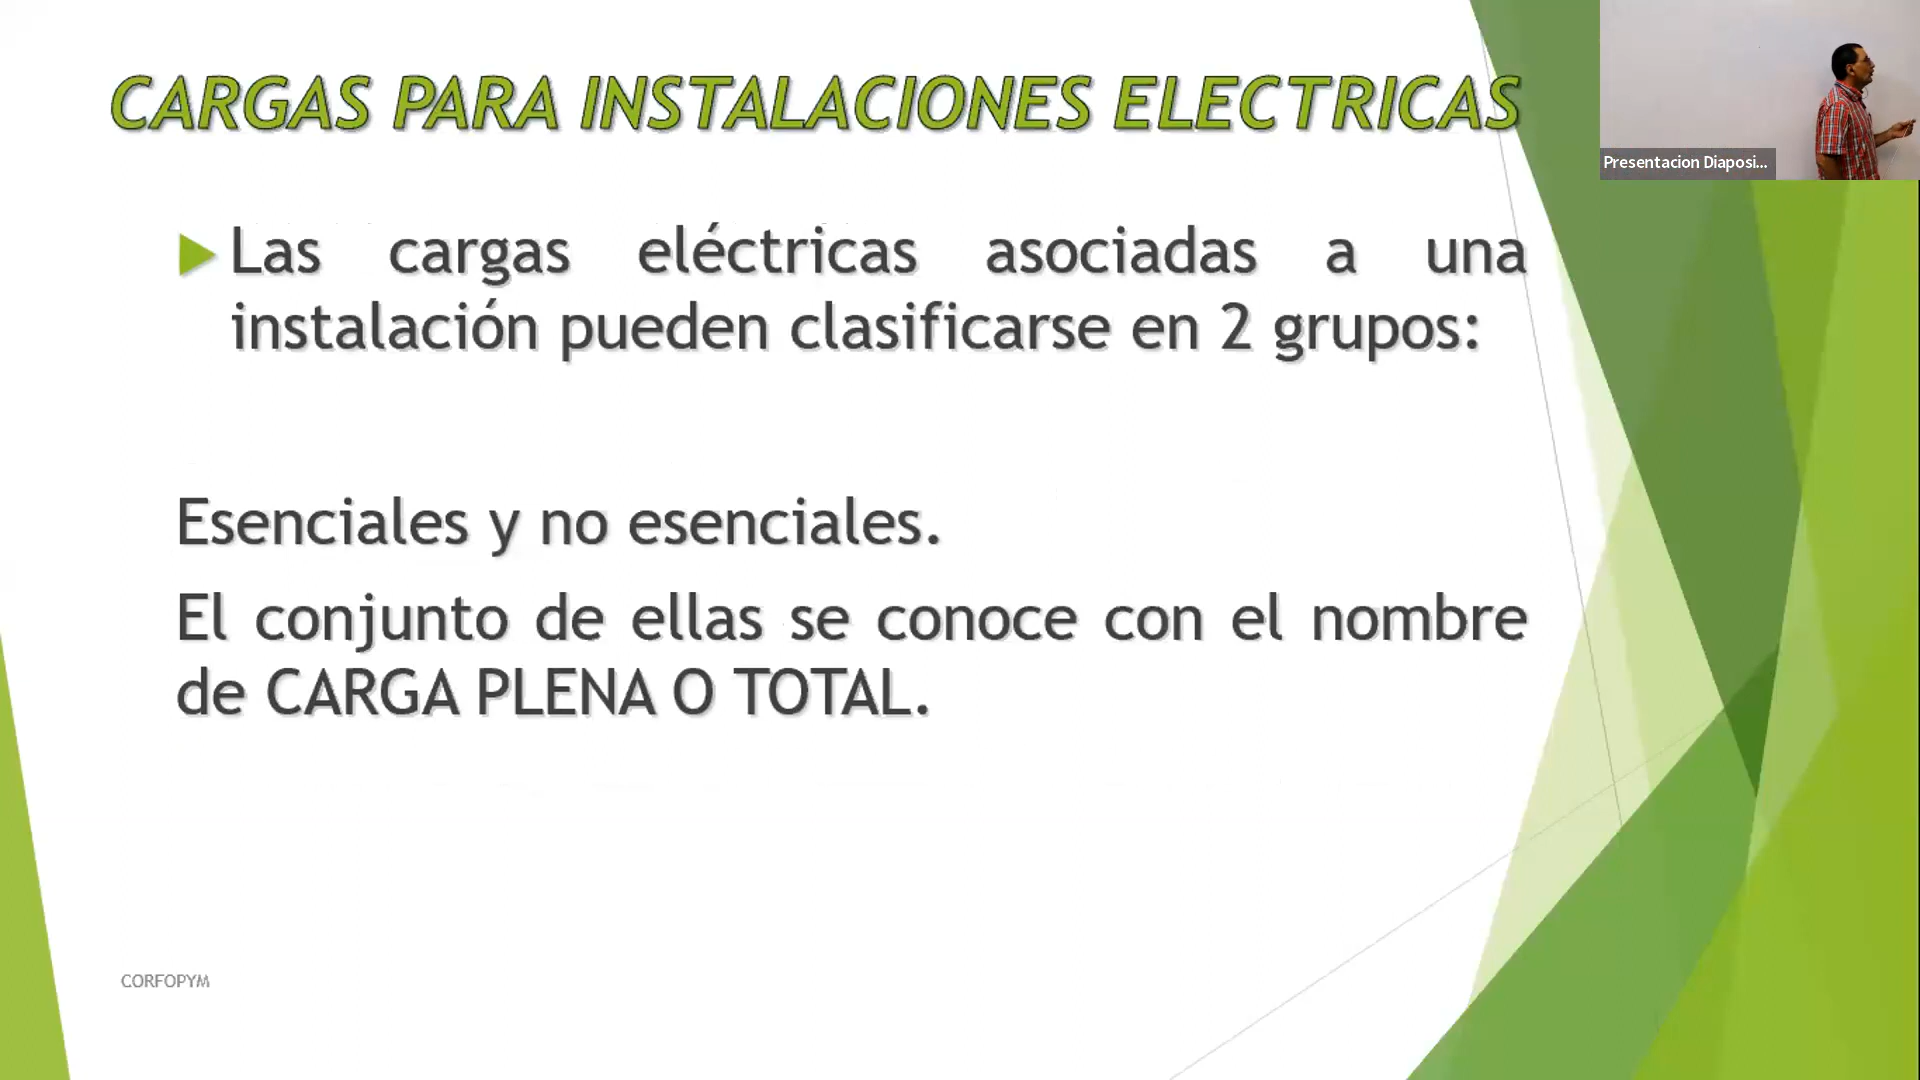 CARGAS PARA INSTALACIONES ELECTRICAS
Presentacion Diaposi...
Las cargas eléctricas asociadas a una
instalación pueden clasificarse en 2 grupos:
Esenciales y no esenciales.
El conjunto de ellas se conoce con el nombre
de CARGA PLENA O TOTAL.
CORFOPYM